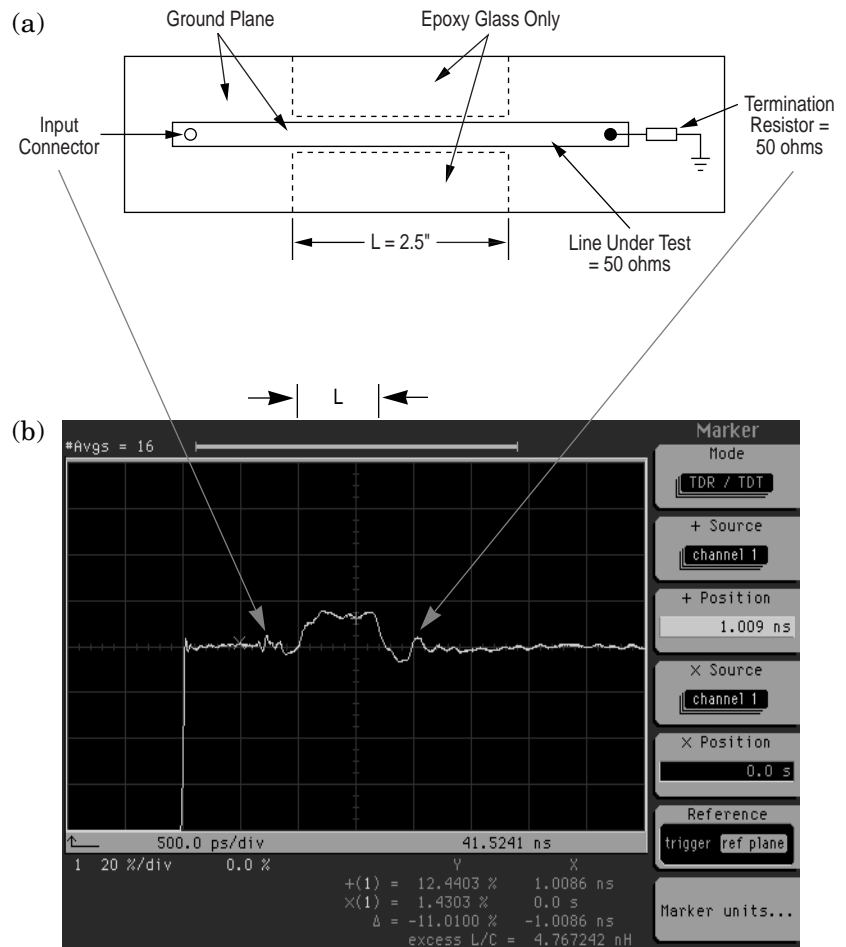 (a)
Ground Plane
Epoxy Glass Only
Input
Connector
Termination
Resistor =
50 ohms
L = 2.5"
Line Under Test
= 50 ohms
L
(b)
#Avgs = 16
Marker
Mode
TDR / TDT
+ Source
channel 1
+ Position
1.009 ns
× Source
channel 1
× Position
0.0 s
Reference
trigger ref plane
Marker units...
500.0 ps/div 41.5241 ns
1 20 %/div 0.0 %
Y X
+(1) = 12.4403 % 1.0086 ns
×(1) = 1.4303 % 0.0 s
Δ = -11.0100 % -1.0086 ns
excess L/C = 4.767242 nH